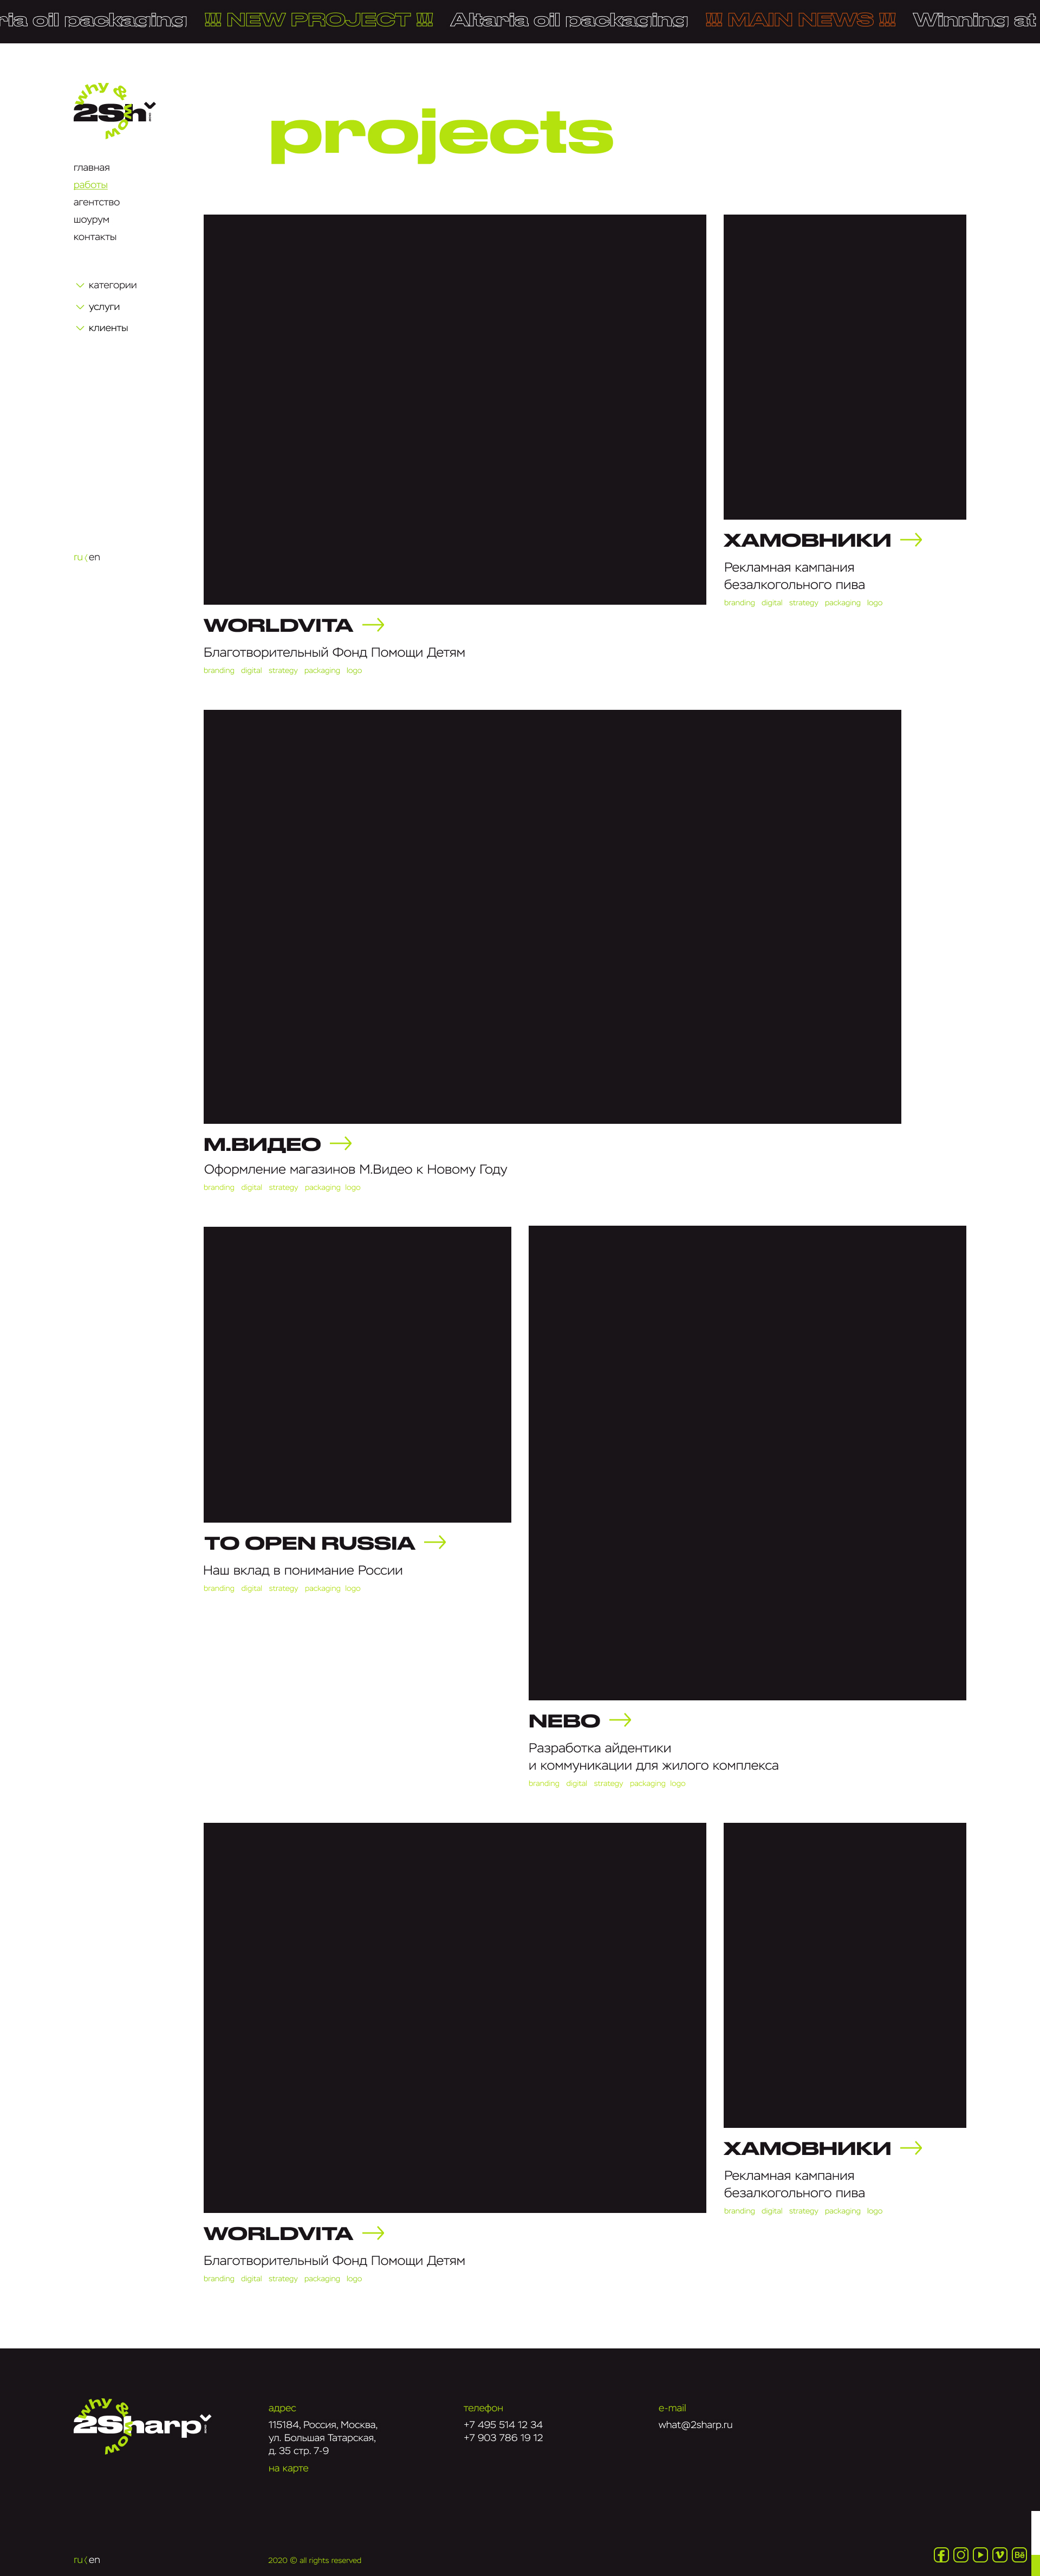 ria oil packaging !!! NEW PROJECT !!! Altaria oil packaging !!! MAIN NEWS !!! Winning at
why &
2Sh
wow
projects
главная
работы
агентство
шоурум
контакты
категории
услуги
клиенты
ru ( en
ХАМОВНИКИ
Рекламная кампания
безалкогольного пива
branding digital strategy packaging logo
WORLDVITA
Благотворительный Фонд Помощи Детям
branding digital strategy packaging logo
М.ВИДЕО
Оформление магазинов М.Видео к Новому Году
branding digital strategy packaging logo
TO OPEN RUSSIA
Наш вклад в понимание России
branding digital strategy packaging logo
NEBO
Разработка айдентики
и коммуникации для жилого комплекса
branding digital strategy packaging logo
ХАМОВНИКИ
Рекламная кампания
безалкогольного пива
branding digital strategy packaging logo
WORLDVITA
Благотворительный Фонд Помощи Детям
branding digital strategy packaging logo
why &
2Sharp
wow
адрес
115184, Россия, Москва,
ул. Большая Татарская,
д. 35 стр. 7-9
на карте
телефон
+7 495 514 12 34
+7 903 786 19 12
e-mail
what@2sharp.ru
ru ( en
2020 © all rights reserved
Bē